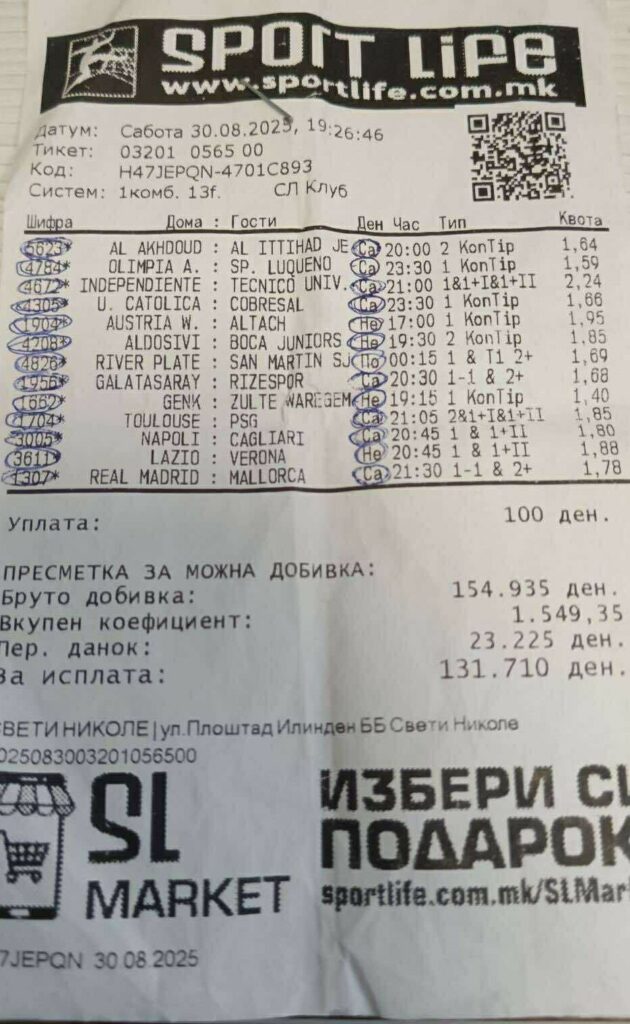 SPORT LIFE
www.sportlife.com.mk
Датум: Сабота 30.08.2025, 19:26:46
Тикет: 03201 0565 00
Код: H47JEPQN-4701C893
Систем: 1комб. 13f. СЛ Клуб
Шифра Дома : Гости Ден Час Тип Квота
5623* AL AKHDOUD : AL ITTIHAD JE Са 20:00 2 KonTip 1,64
4784* OLIMPIA A. : SP. LUQUENO Са 23:30 1 KonTip 1,59
4672* INDEPENDIENTE : TECNICO UNIV. Са 21:00 1&1+I&1+II 2,24
4305* U. CATOLICA : COBRESAL Са 23:30 1 KonTip 1,66
1904* AUSTRIA W. : ALTACH Не 17:00 1 KonTip 1,95
4208* ALDOSIVI : BOCA JUNIORS Не 19:30 2 KonTip 1,85
4826* RIVER PLATE : SAN MARTIN SJ По 00:15 1 & T1 2+ 1,69
1956* GALATASARAY : RIZESPOR Са 20:30 1-1 & 2+ 1,68
1662* GENK : ZULTE WAREGEM Не 19:15 1 KonTip 1,40
1704* TOULOUSE : PSG Са 21:05 2&1+I&1+II 1,85
3005* NAPOLI : CAGLIARI Са 20:45 1 & 1+II 1,80
3611* LAZIO : VERONA Не 20:45 1 & 1+II 1,88
1307* REAL MADRID : MALLORCA Са 21:30 1-1 & 2+ 1,78
Уплата: 100 ден.
ПРЕСМЕТКА ЗА МОЖНА ДОБИВКА:
Бруто добивка: 154.935 ден.
Вкупен коефициент: 1.549,35
Пер. данок: 23.225 ден.
За исплата: 131.710 ден.
СВЕТИ НИКОЛЕ|ул.Плоштад Илинден ББ Свети Николе
025083003201056500
SL
MARKET
ИЗБЕРИ СИ
ПОДАРОК
sportlife.com.mk/SLMar
7JEPQN 30.08.2025